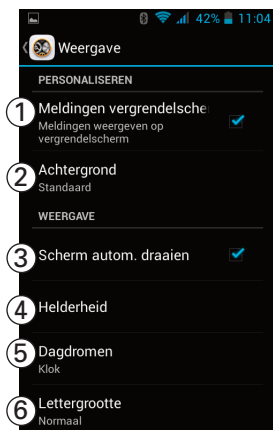 42% 11:04
Weergave
PERSONALISEREN
1 Meldingen vergrendelsche
Meldingen weergeven op
vergrendelscherm
2 Achtergrond
Standaard
WEERGAVE
3 Scherm autom. draaien
4 Helderheid
5 Dagdromen
Klok
6 Lettergrootte
Normaal